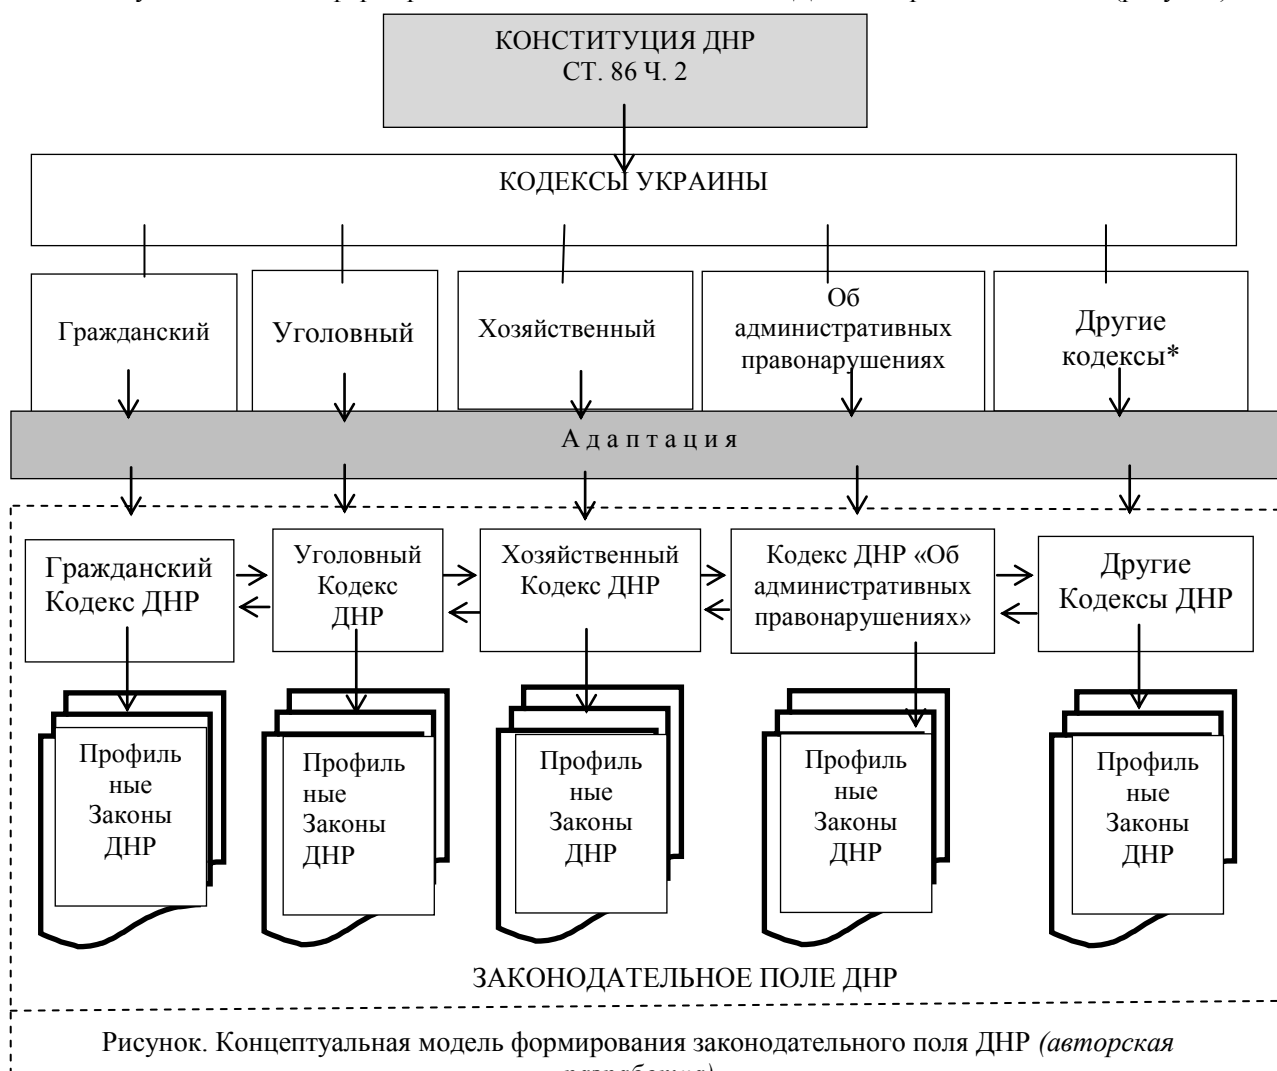 КОНСТИТУЦИЯ ДНР
СТ. 86 Ч. 2
КОДЕКСЫ УКРАИНЫ
Гражданский
Уголовный
Хозяйственный
Об
административных
правонарушениях
Другие
кодексы*
Адаптация
Гражданский
Кодекс ДНР
Уголовный
Кодекс
ДНР
Хозяйственный
Кодекс ДНР
Кодекс ДНР «Об
административных
правонарушениях»
Другие
Кодексы ДНР
Профиль
ные
Законы
ДНР
Профиль
ные
Законы
ДНР
Профиль
ные
Законы
ДНР
Профиль
ные
Законы
ДНР
Профиль
ные
Законы
ДНР
ЗАКОНОДАТЕЛЬНОЕ ПОЛЕ ДНР
Рисунок. Концептуальная модель формирования законодательного поля ДНР (авторская